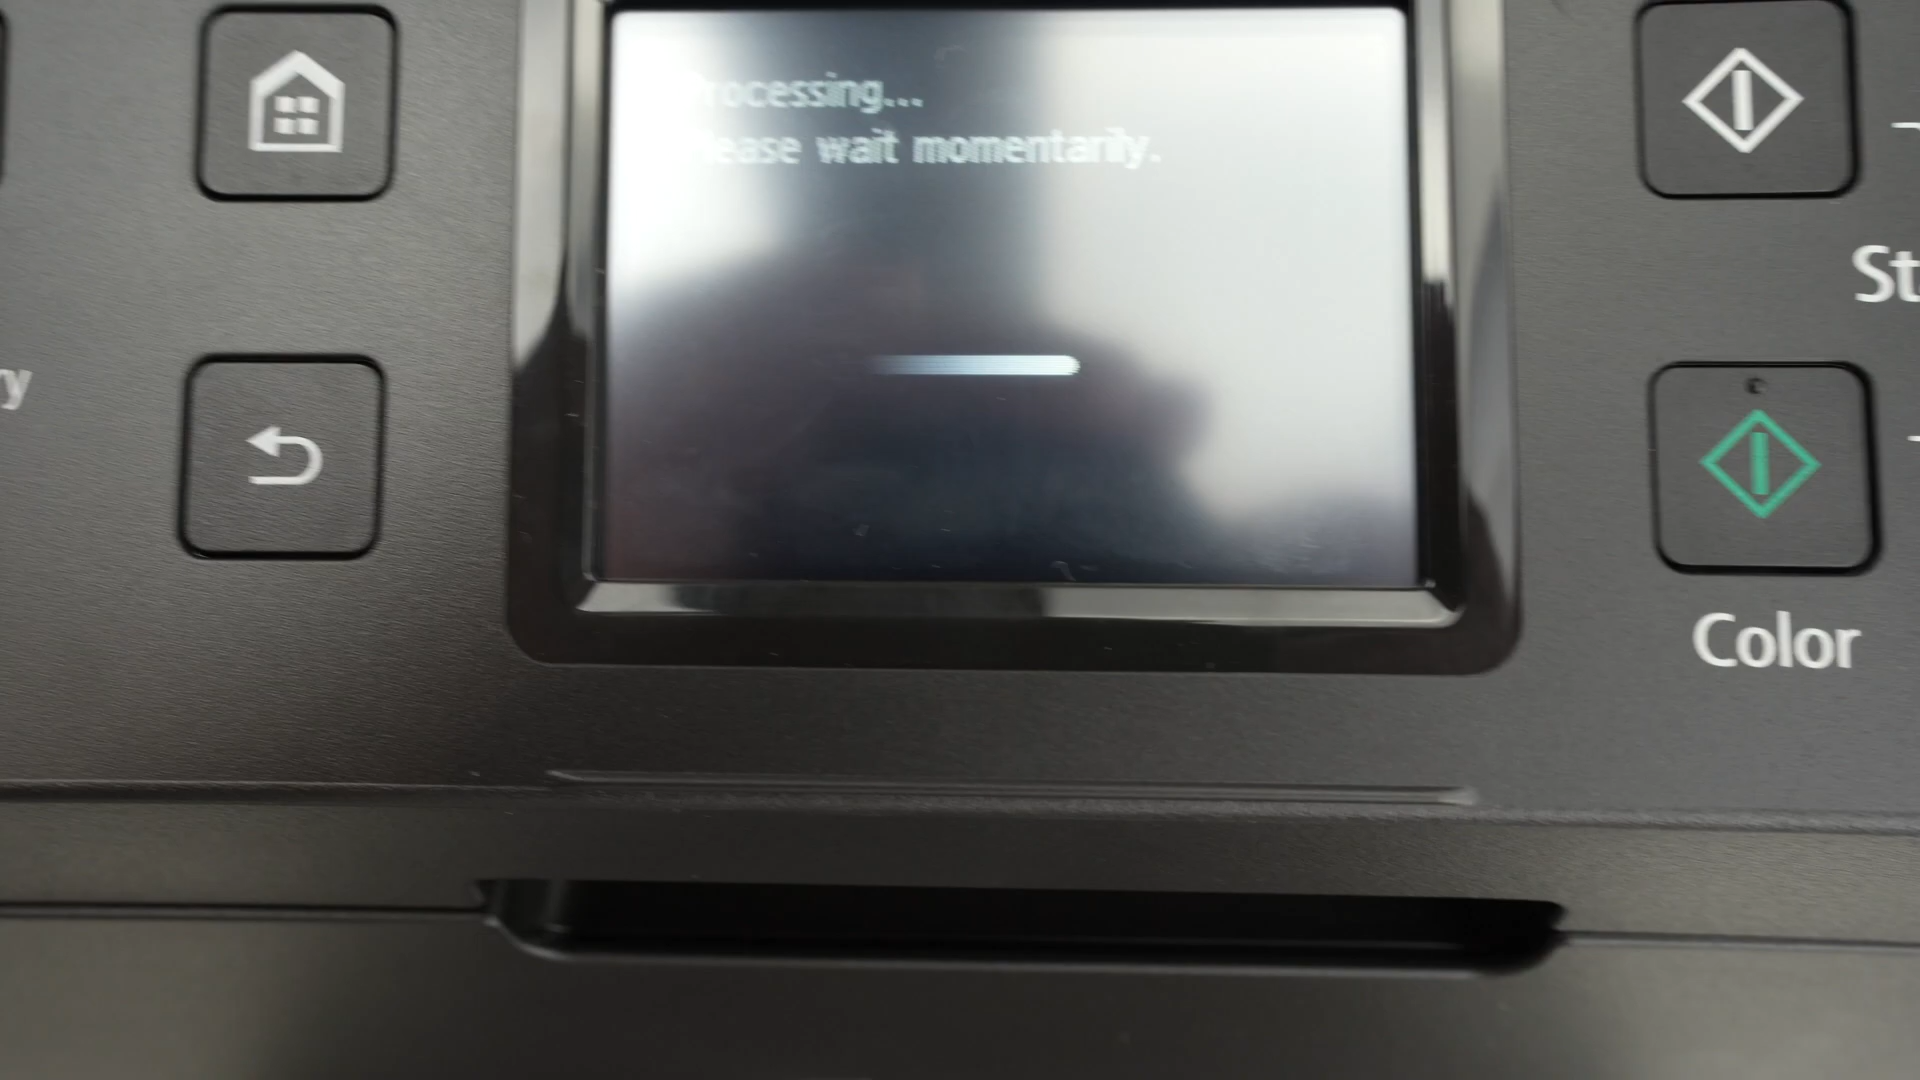 Processing...
Please wait momentarily.
Color